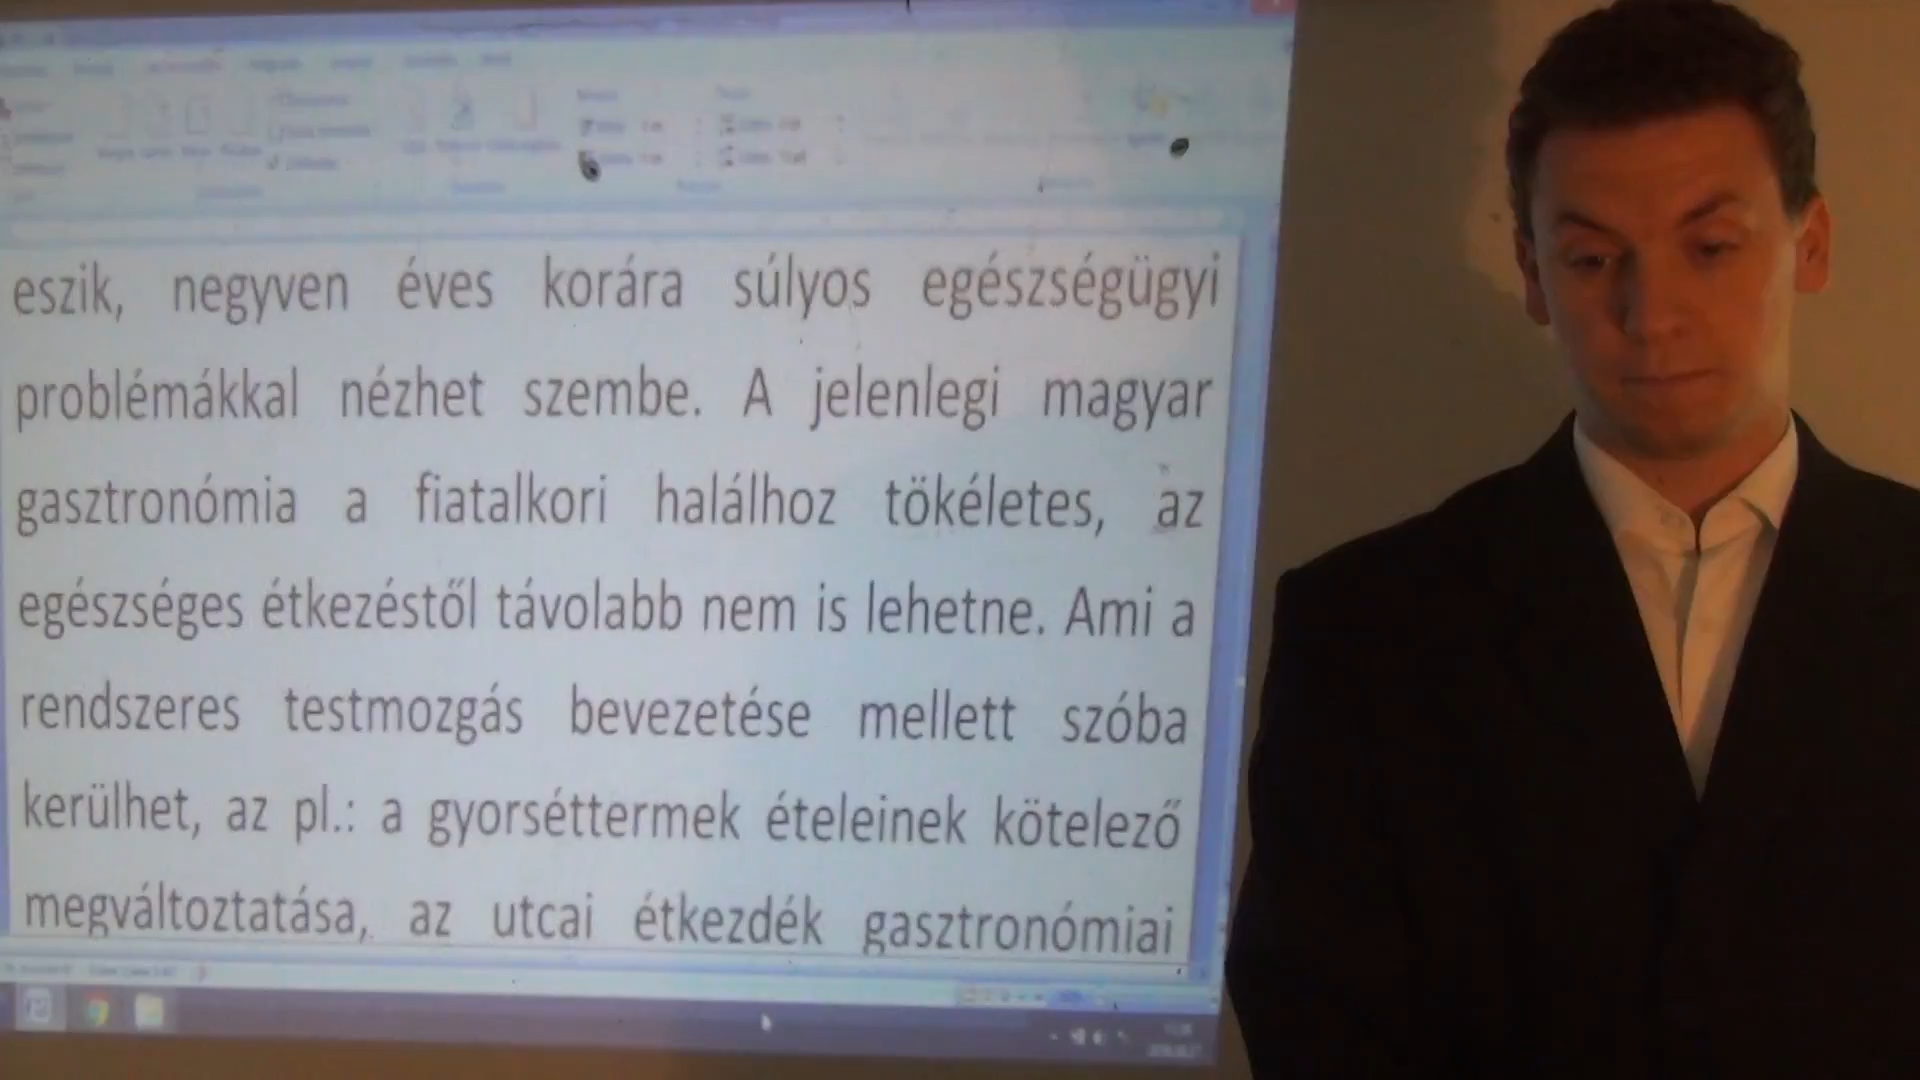 eszik, negyven éves korára súlyos egészségügyi
problémákkal nézhet szembe. A jelenlegi magyar
gasztronómia a fiatalkori halálhoz tökéletes, az
egészséges étkezéstől távolabb nem is lehetne. Ami a
rendszeres testmozgás bevezetése mellett szóba
kerülhet, az pl.: a gyorséttermek ételeinek kötelező
megváltoztatása, az utcai étkezdék gasztronómiai